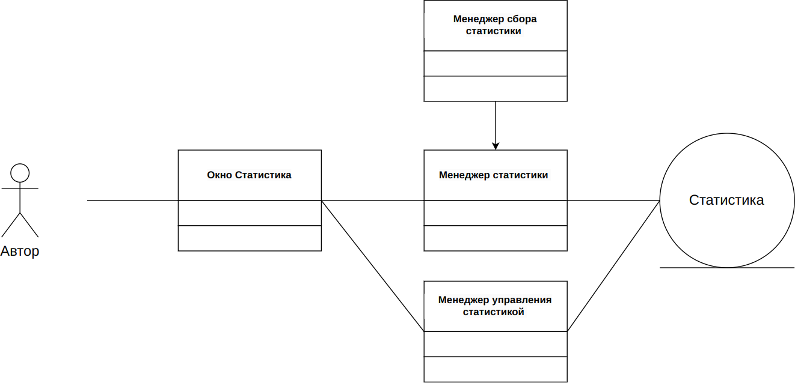 Менеджер сбора
статистики
Окно Статистика
Менеджер статистики
Статистика
Автор
Менеджер управления
статистикой